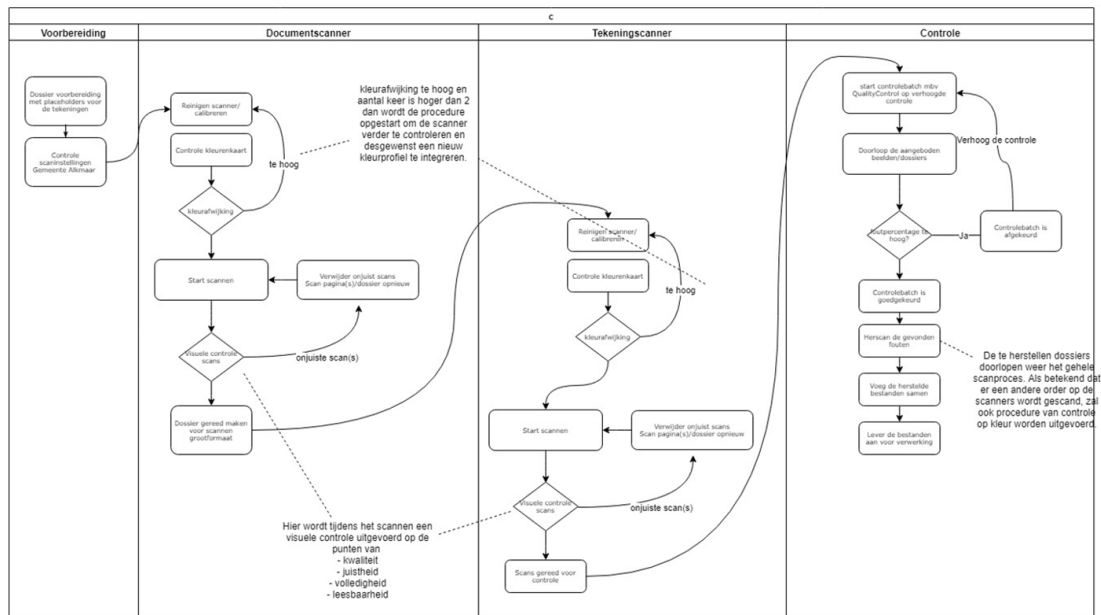 c
Voorbereiding
Documentscanner
Tekeningscanner
Controle
Dossier voorbereiding
met placeholders voor
de tekeningen
Controle
scaninstellingen
Gemeente Alkmaar
Reinigen scanner/
calibreren
Controle kleurenkaart
te hoog
kleurafwijking
Start scannen
Verwijder onjuist scans
Scan pagina(s)/dossier opnieuw
Visuele controle
scans
onjuiste scan(s)
Dossier gereed maken
voor scannen
grootformaat
kleurafwijking te hoog en
aantal keer is hoger dan 2
dan wordt de procedure
opgestart om de scanner
verder te controleren en
desgewenst een nieuw
kleurprofiel te integreren.
Hier wordt tijdens het scannen een
visuele controle uitgevoerd op de
punten van
- kwaliteit
- juistheid
- volledigheid
- leesbaarheid
Reinigen scanner/
calibreren
Controle kleurenkaart
te hoog
kleurafwijking
Start scannen
Verwijder onjuist scans
Scan pagina(s)/dossier opnieuw
Visuele controle
scans
onjuiste scan(s)
Scans gereed voor
controle
start controlebatch mbv
QualityControl op verhoogde
controle
Verhoog de controle
Doorloop de aangeboden
beelden/dossiers
foutpercentage te
hoog?
Ja
Controlebatch is
afgekeurd
Controlebatch is
goedgekeurd
Herscan de gevonden
fouten
Voeg de herstelde
bestanden samen
Lever de bestanden
aan voor verwerking
De te herstellen dossiers
doorlopen weer het gehele
scanproces. Als betekend dat
er een andere order op de
scanners wordt gescand, zal
ook procedure van controle
op kleur worden uitgevoerd.